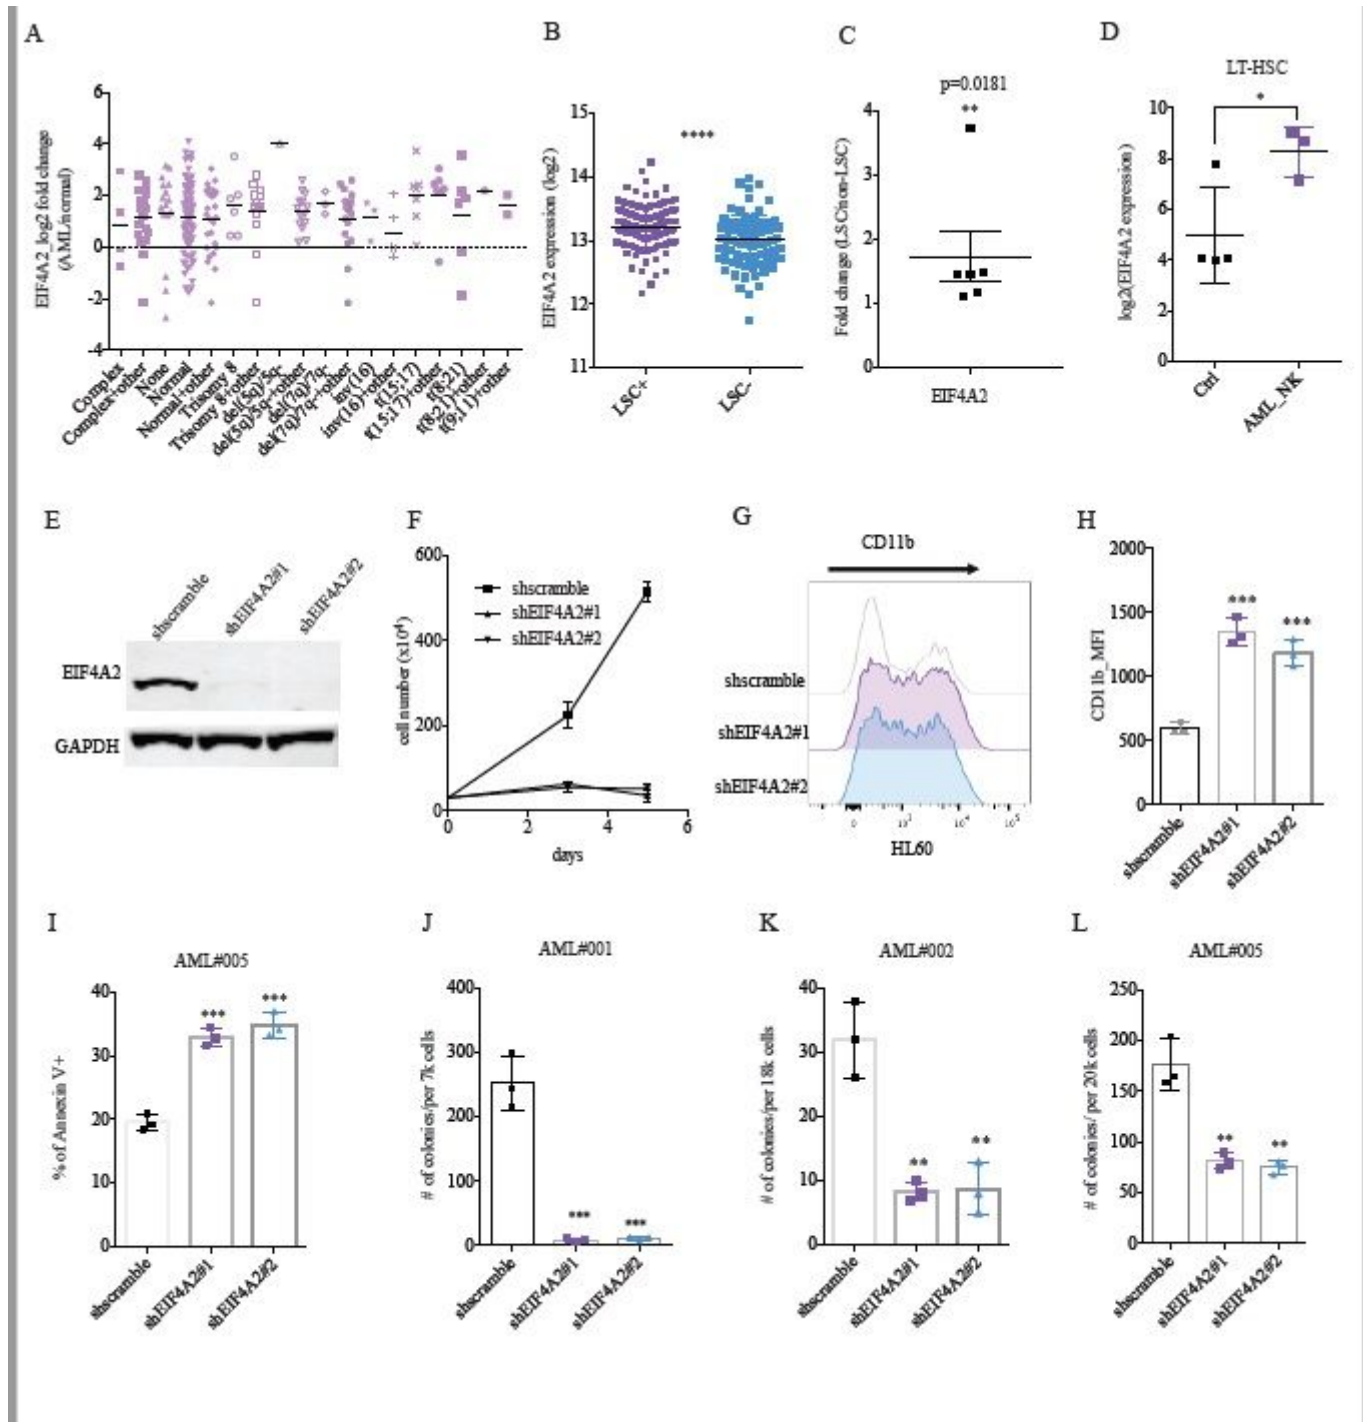 A
EIF4A2_log2 fold change
(AML/normal)
6
4
2
0
-2
-4
Complex
Complex+other
None
Normal
Normal+other
Trisomy 8
Trisomy 8+other
del(5q)/5q-
del(5q)/5q-+other
del(7q)/7q-
del(7q)/7q-+other
inv(16)
inv(16)+other
t(15;17)
t(15;17)+other
t(8;21)
t(8;21)+other
t(9;11)+other
B
EIF4A2 expression (log2)
15
14
13
12
11
****
LSC+
LSC-
C
p=0.0181
**
Fold change (LSC/non-LSC)
4
3
2
1
0
EIF4A2
D
LT-HSC
*
log2(EIF4A2 expression)
10
8
6
4
2
0
Ctrl
AML_NK
E
shscramble
shEIF4A2#1
shEIF4A2#2
EIF4A2
GAPDH
F
cell number (x10⁴)
600
400
200
0
shscramble
shEIF4A2#1
shEIF4A2#2
0 2 4 6
days
G
CD11b
shscramble
shEIF4A2#1
shEIF4A2#2
HL60
H
CD11b_MFI
2000
1500
1000
500
0
***
***
shscramble
shEIF4A2#1
shEIF4A2#2
I
AML#005
% of Annexin V+
40
30
20
10
0
***
***
shscramble
shEIF4A2#1
shEIF4A2#2
J
AML#001
# of colonies/per 7k cells
400
300
200
100
0
***
***
shscramble
shEIF4A2#1
shEIF4A2#2
K
AML#002
# of colonies/per 18k cells
40
30
20
10
0
**
**
shscramble
shEIF4A2#1
shEIF4A2#2
L
AML#005
# of colonies/ per 20k cells
250
200
150
100
50
0
**
**
shscramble
shEIF4A2#1
shEIF4A2#2